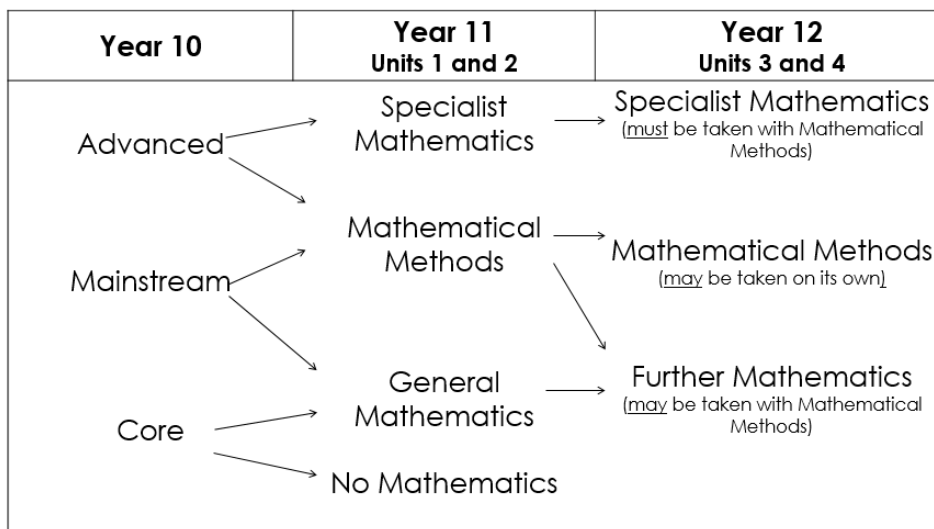 Year 10
Year 11
Units 1 and 2
Year 12
Units 3 and 4
Advanced
Specialist
Mathematics
Specialist Mathematics
(must be taken with Mathematical
Methods)
Mainstream
Mathematical
Methods
Mathematical Methods
(may be taken on its own)
Core
General
Mathematics
Further Mathematics
(may be taken with Mathematical
Methods)
No Mathematics